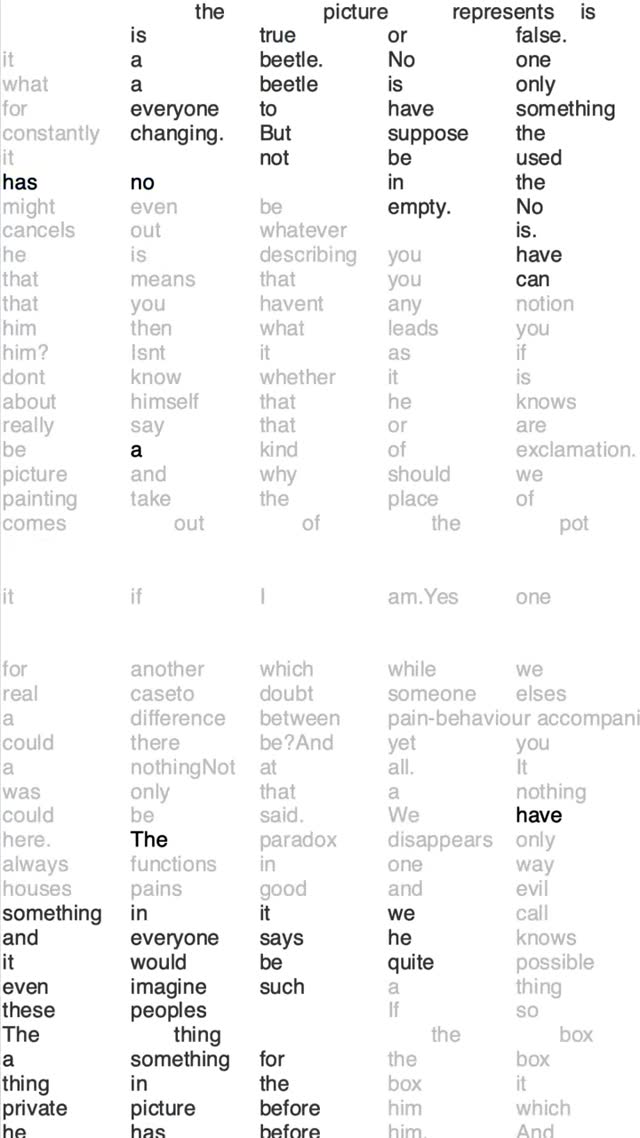 the picture represents is
is true or false.
it a beetle. No one
what a beetle is only
for everyone to have something
constantly changing. But suppose the
it not be used
has no in the
might even be empty. No
cancels out whatever is.
he is describing you have
that means that you can
that you havent any notion
him then what leads you
him? Isnt it as if
dont know whether it is
about himself that he knows
really say that or are
be a kind of exclamation.
picture and why should we
painting take the place of
comes out of the pot
it if I am.Yes one
for another which while we
real caseto doubt someone elses
a difference between pain-behaviour accompani
could there be?And yet you
a nothingNot at all. It
was only that a nothing
could be said. We have
here. The paradox disappears only
always functions in one way
houses pains good and evil
something in it we call
and everyone says he knows
it would be quite possible
even imagine such a thing
these peoples If so
The thing the box
a something for the box
thing in the box it
private picture before him which
he has before him. And